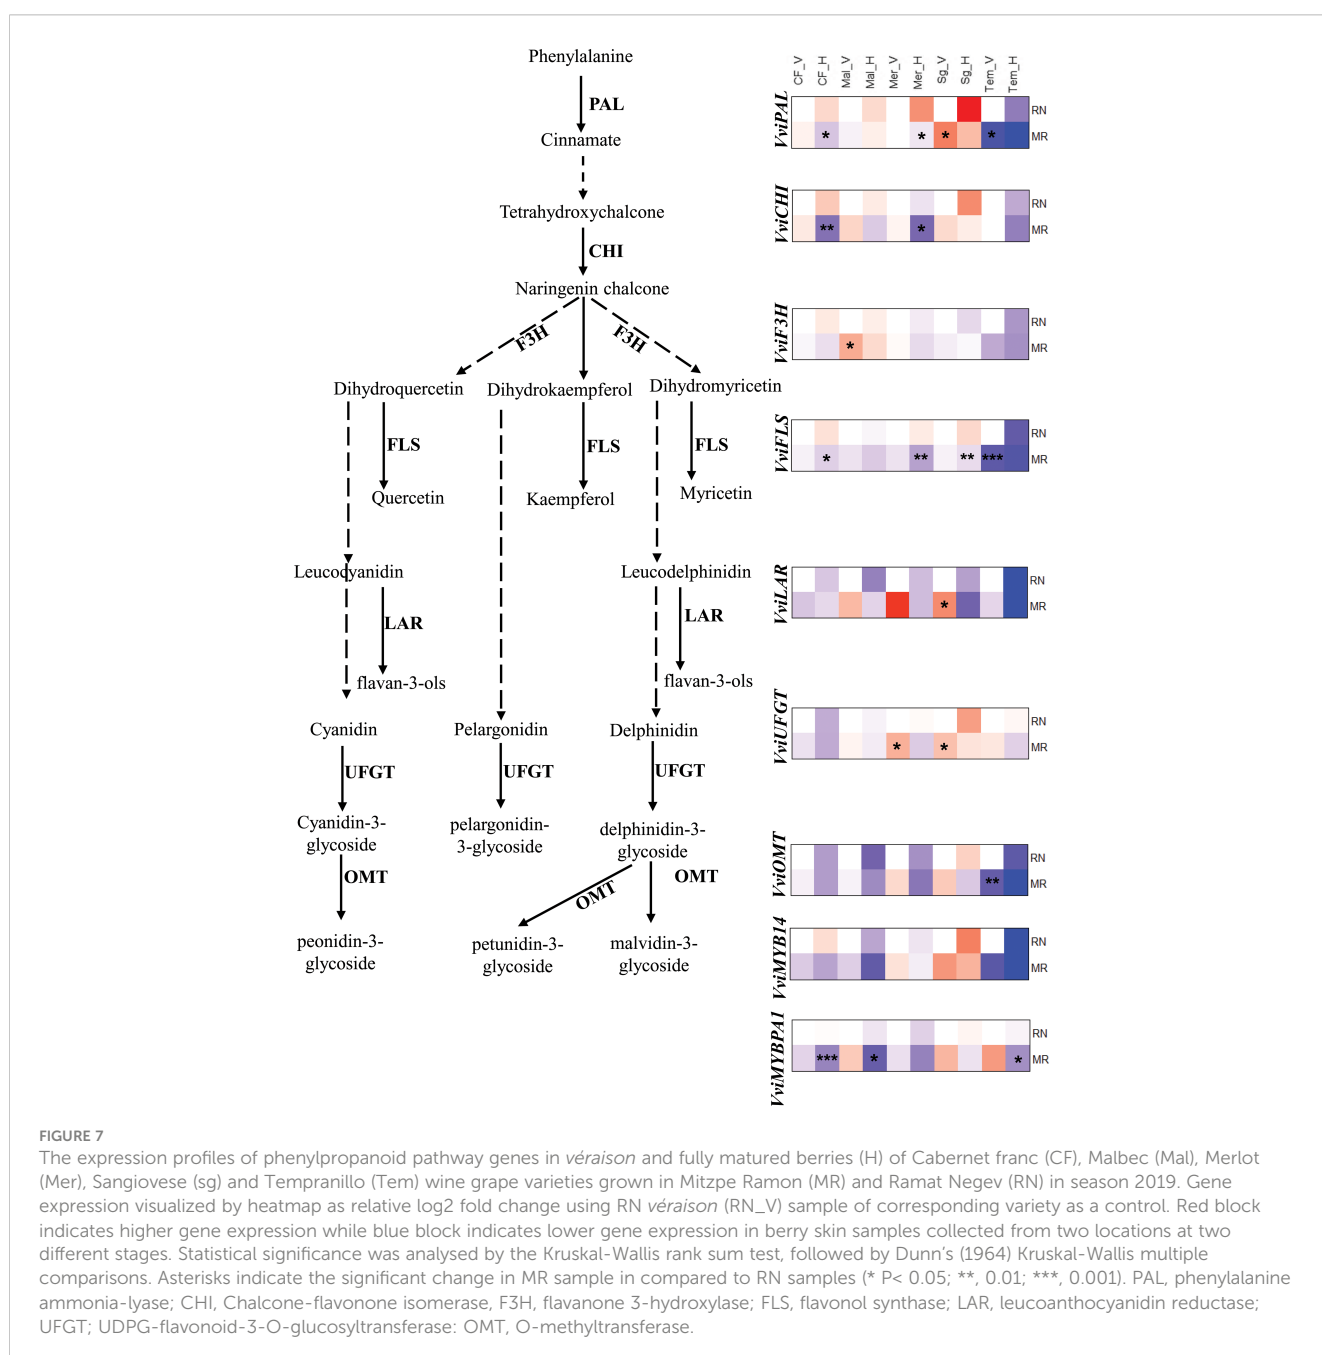 Phenylalanine
PAL
Cinnamate
Tetrahydroxychalcone
CHI
Naringenin chalcone
F3H
F3H
Dihydroquercetin
Dihydrokaempferol
Dihydromyricetin
FLS
FLS
FLS
Quercetin
Kaempferol
Myricetin
Leucocyanidin
Leucodelphinidin
LAR
LAR
flavan-3-ols
flavan-3-ols
Cyanidin
Pelargonidin
Delphinidin
UFGT
UFGT
UFGT
Cyanidin-3-
glycoside
pelargonidin-
3-glycoside
delphinidin-3-
glycoside
OMT
OMT
OMT
peonidin-3-
glycoside
petunidin-3-
glycoside
malvidin-3-
glycoside
CF_V
CF_H
Mal_V
Mal_H
Mer_V
Mer_H
Sg_V
Sg_H
Tem_V
Tem_H
VviPAL
RN
* * * * MR
VviCHI
RN
** * MR
VviF3H
RN
* MR
VviFLS
RN
* ** ** *** MR
VviLAR
RN
* MR
VviUFGT
RN
* * MR
VviOMT
RN
** MR
VviMYB14
RN
MR
VviMYBPA1
RN
*** * * MR
FIGURE 7
The expression profiles of phenylpropanoid pathway genes in véraison and fully matured berries (H) of Cabernet franc (CF), Malbec (Mal), Merlot
(Mer), Sangiovese (sg) and Tempranillo (Tem) wine grape varieties grown in Mitzpe Ramon (MR) and Ramat Negev (RN) in season 2019. Gene
expression visualized by heatmap as relative log2 fold change using RN véraison (RN_V) sample of corresponding variety as a control. Red block
indicates higher gene expression while blue block indicates lower gene expression in berry skin samples collected from two locations at two
different stages. Statistical significance was analysed by the Kruskal-Wallis rank sum test, followed by Dunn's (1964) Kruskal-Wallis multiple
comparisons. Asterisks indicate the significant change in MR sample in compared to RN samples (* P< 0.05; **, 0.01; ***, 0.001). PAL, phenylalanine
ammonia-lyase; CHI, Chalcone-flavonone isomerase, F3H, flavanone 3-hydroxylase; FLS, flavonol synthase; LAR, leucoanthocyanidin reductase;
UFGT; UDPG-flavonoid-3-O-glucosyltransferase: OMT, O-methyltransferase.